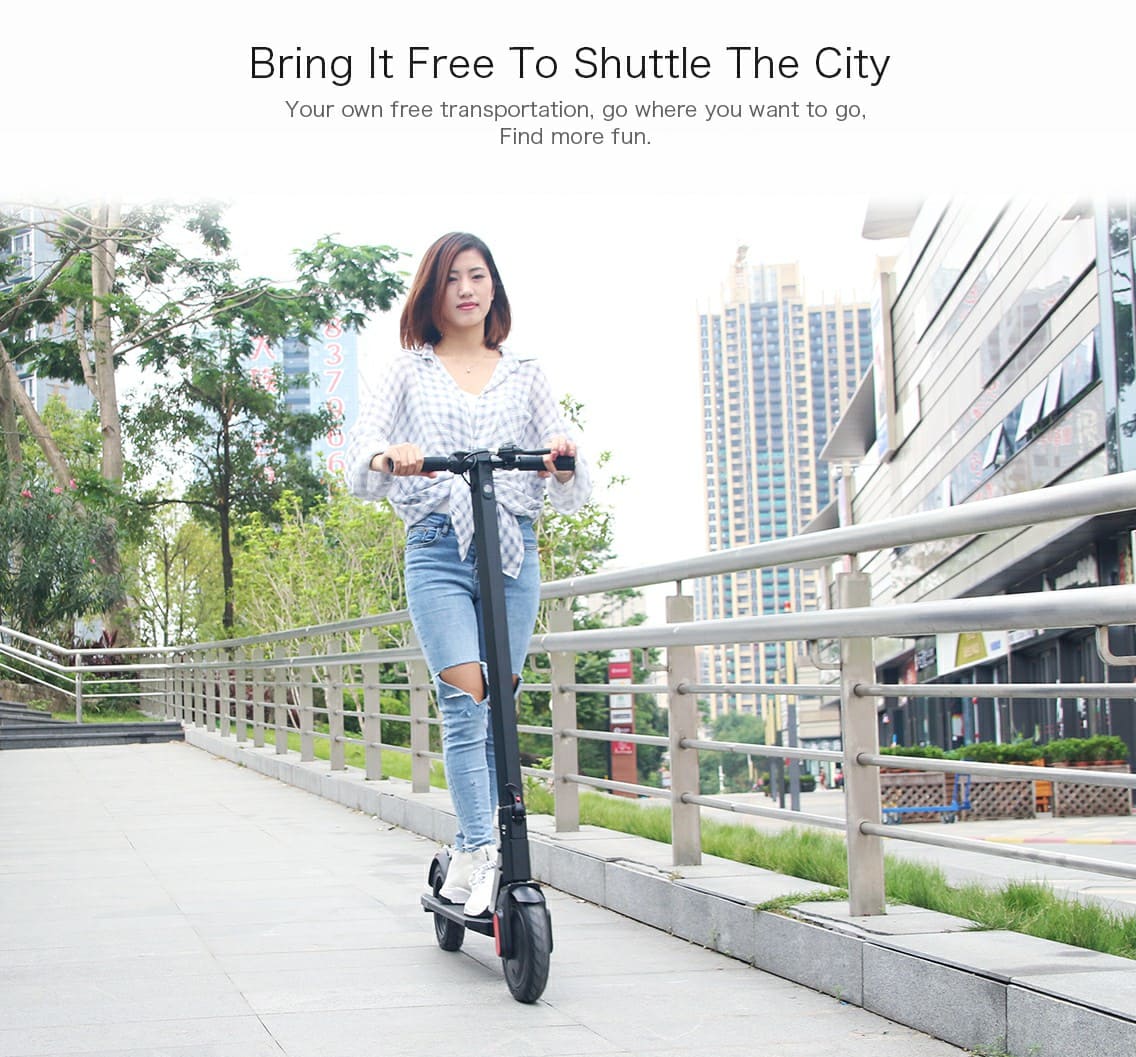 Bring It Free To Shuttle The City
Your own free transportation, go where you want to go,
Find more fun.